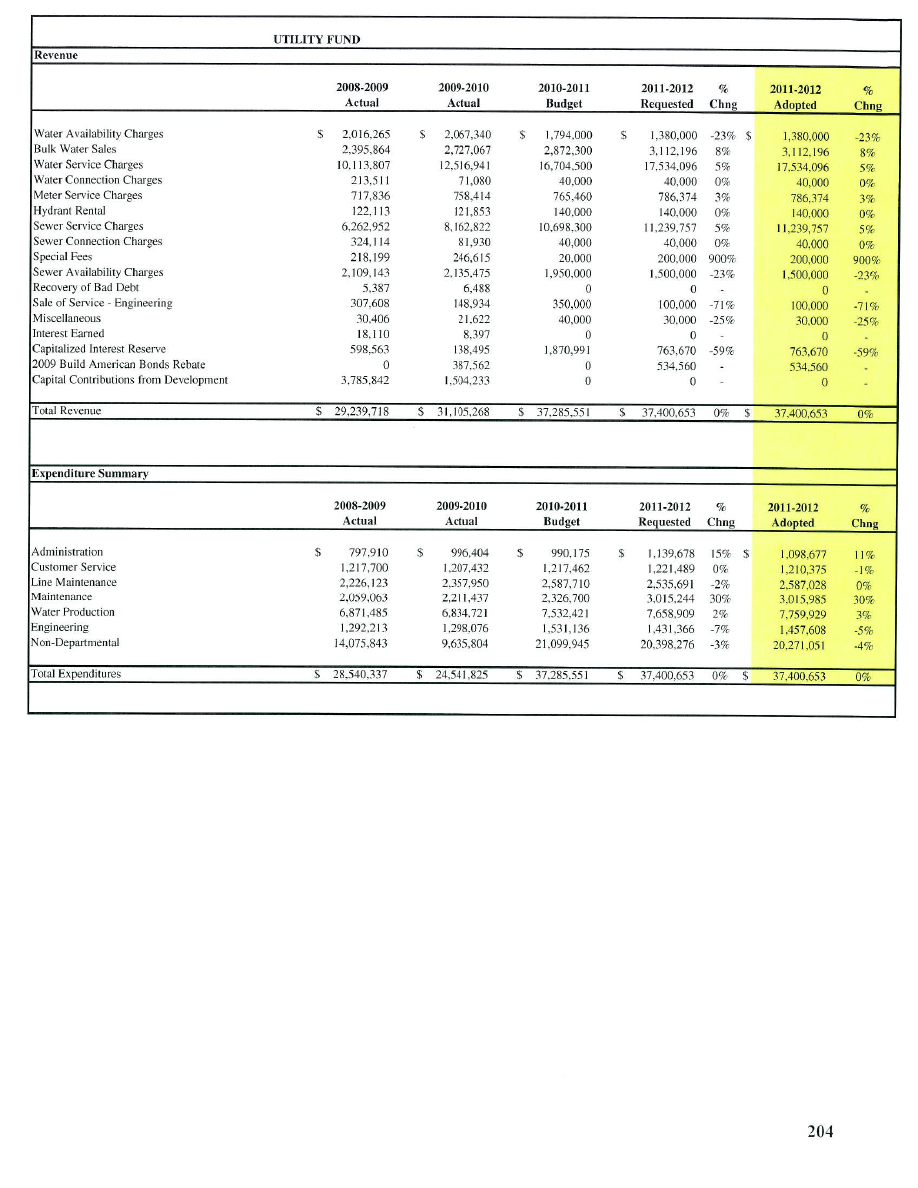 UTILITY FUND
Revenue
2008-2009 2009-2010 2010-2011 2011-2012 % 2011-2012 %
Actual Actual Budget Requested Chng Adopted Chng
Water Availability Charges $ 2,016,265 $ 2,067,340 $ 1,794,000 $ 1,380,000 -23% $ 1,380,000 -23%
Bulk Water Sales 2,395,864 2,727,067 2,872,300 3,112,196 8% 3,112,196 8%
Water Service Charges 10,113,807 12,516,941 16,704,500 17,534,096 5% 17,534,096 5%
Water Connection Charges 213,511 71,080 40,000 40,000 0% 40,000 0%
Meter Service Charges 717,836 758,414 765,460 786,374 3% 786,374 3%
Hydrant Rental 122,113 121,853 140,000 140,000 0% 140,000 0%
Sewer Service Charges 6,262,952 8,162,822 10,698,300 11,239,757 5% 11,239,757 5%
Sewer Connection Charges 324,114 81,930 40,000 40,000 0% 40,000 0%
Special Fees 218,199 246,615 20,000 200,000 900% 200,000 900%
Sewer Availability Charges 2,109,143 2,135,475 1,950,000 1,500,000 -23% 1,500,000 -23%
Recovery of Bad Debt 5,387 6,488 0 0 - 0 -
Sale of Service - Engineering 307,608 148,934 350,000 100,000 -71% 100,000 -71%
Miscellaneous 30,406 21,622 40,000 30,000 -25% 30,000 -25%
Interest Earned 18,110 8,397 0 0 - 0 -
Capitalized Interest Reserve 598,563 138,495 1,870,991 763,670 -59% 763,670 -59%
2009 Build American Bonds Rebate 0 387,562 0 534,560 - 534,560 -
Capital Contributions from Development 3,785,842 1,504,233 0 0 - 0 -
Total Revenue $ 29,239,718 $ 31,105,268 $ 37,285,551 $ 37,400,653 0% $ 37,400,653 0%
Expenditure Summary
2008-2009 2009-2010 2010-2011 2011-2012 % 2011-2012 %
Actual Actual Budget Requested Chng Adopted Chng
Administration $ 797,910 $ 996,404 $ 990,175 $ 1,139,678 15% $ 1,098,677 11%
Customer Service 1,217,700 1,207,432 1,217,462 1,221,489 0% 1,210,375 -1%
Line Maintenance 2,226,123 2,357,950 2,587,710 2,535,691 -2% 2,587,028 0%
Maintenance 2,059,063 2,211,437 2,326,700 3,015,244 30% 3,015,985 30%
Water Production 6,871,485 6,834,721 7,532,421 7,658,909 2% 7,759,929 3%
Engineering 1,292,213 1,298,076 1,531,136 1,431,366 -7% 1,457,608 -5%
Non-Departmental 14,075,843 9,635,804 21,099,945 20,398,276 -3% 20,271,051 -4%
Total Expenditures $ 28,540,337 $ 24,541,825 $ 37,285,551 $ 37,400,653 0% $ 37,400,653 0%
204